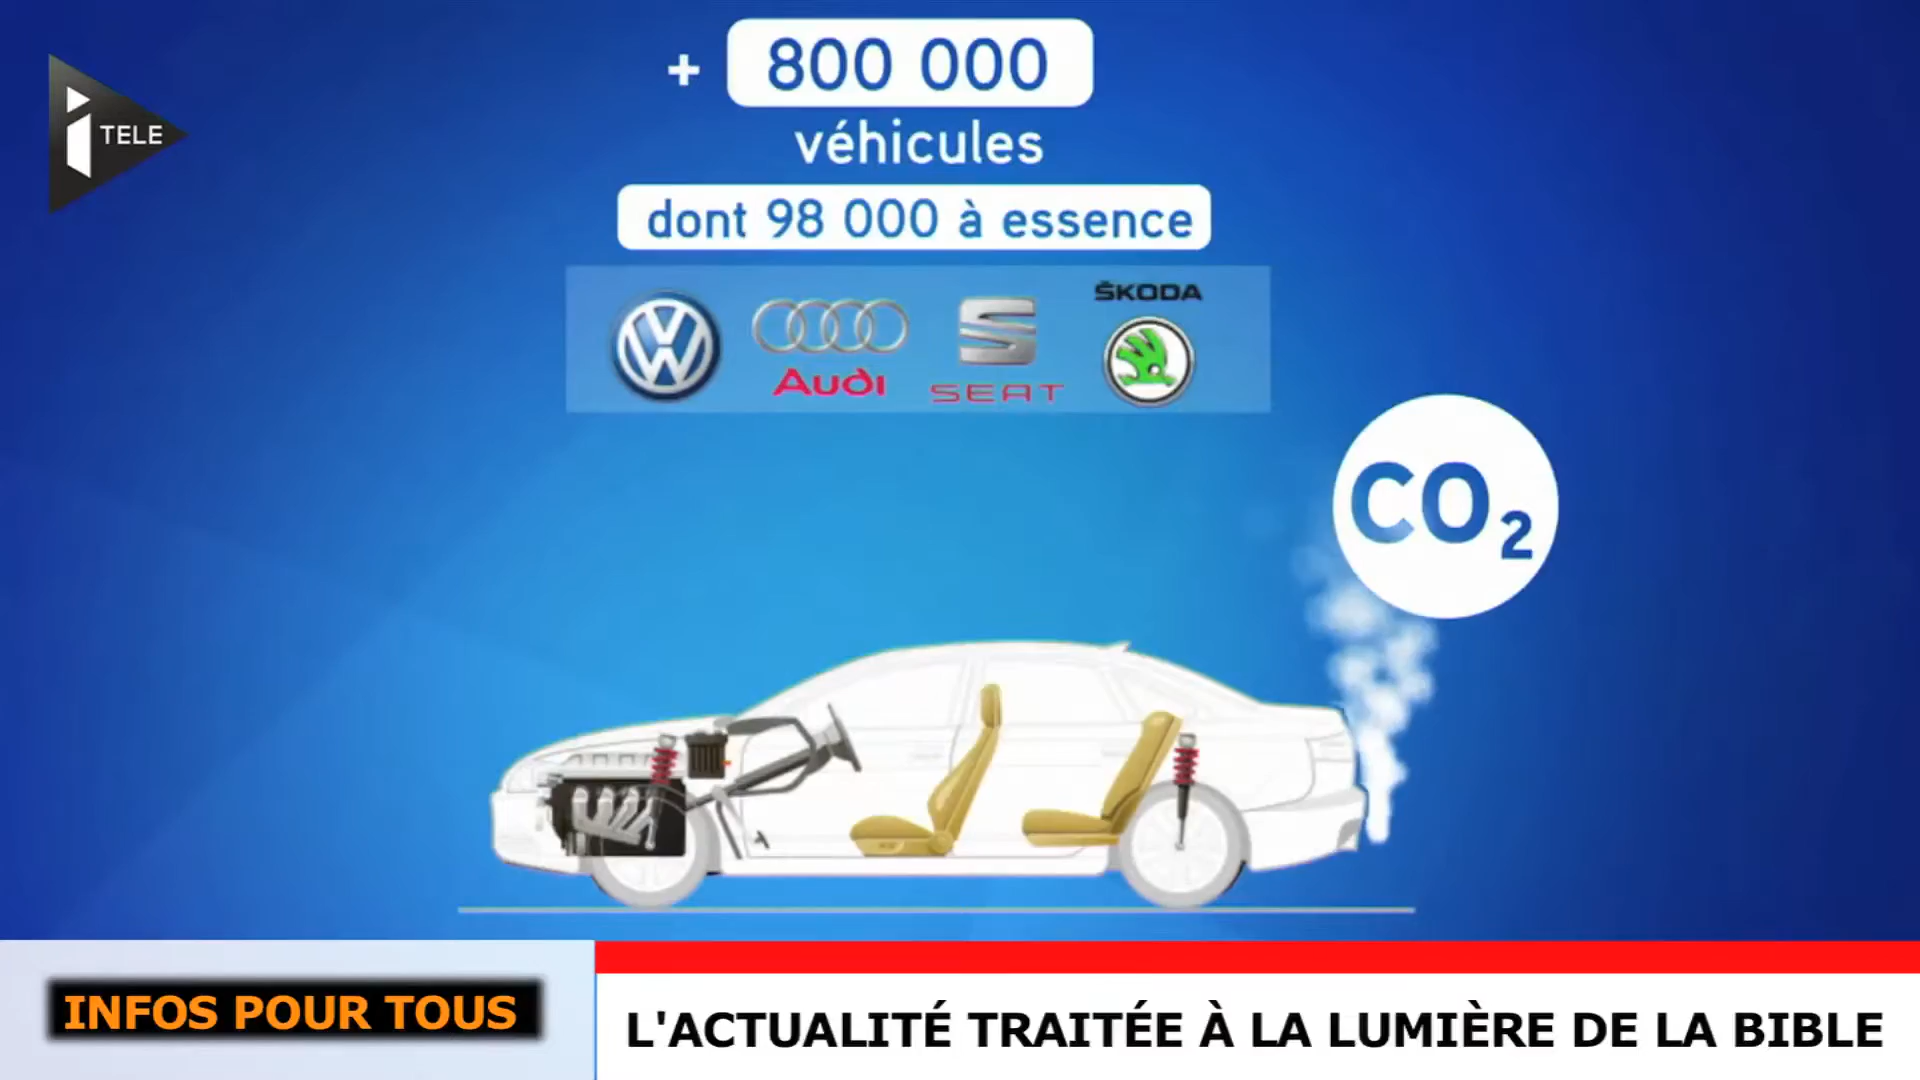 + 800 000
véhicules
dont 98 000 à essence
i TELE
ŠKODA
Audi
SEAT
CO2
INFOS POUR TOUS
L'ACTUALITÉ TRAITÉE À LA LUMIÈRE DE LA BIBLE